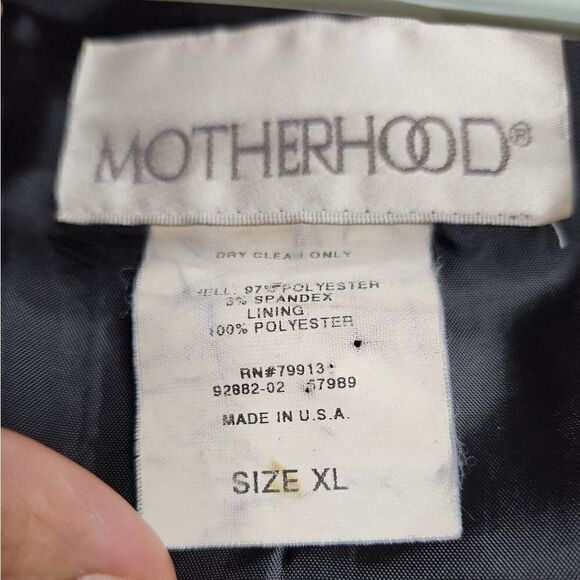 MOTHERHOOD®
DRY CLEAN ONLY
SHELL: 97% POLYESTER
3% SPANDEX
LINING
100% POLYESTER
RN#79913
92882-02 67989
MADE IN U.S.A.
SIZE XL